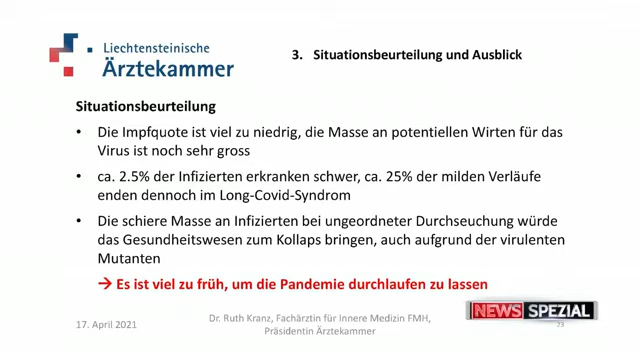 Liechtensteinische
Ärztekammer
3. Situationsbeurteilung und Ausblick
Situationsbeurteilung
• Die Impfquote ist viel zu niedrig, die Masse an potentiellen Wirten für das
Virus ist noch sehr gross
• ca. 2.5% der Infizierten erkranken schwer, ca. 25% der milden Verläufe
enden dennoch im Long-Covid-Syndrom
• Die schiere Masse an Infizierten bei ungeordneter Durchseuchung würde
das Gesundheitswesen zum Kollaps bringen, auch aufgrund der virulenten
Mutanten
→ Es ist viel zu früh, um die Pandemie durchlaufen zu lassen
NEWS SPEZIAL
17. April 2021
Dr. Ruth Kranz, Fachärztin für Innere Medizin FMH,
Präsidentin Ärztekammer